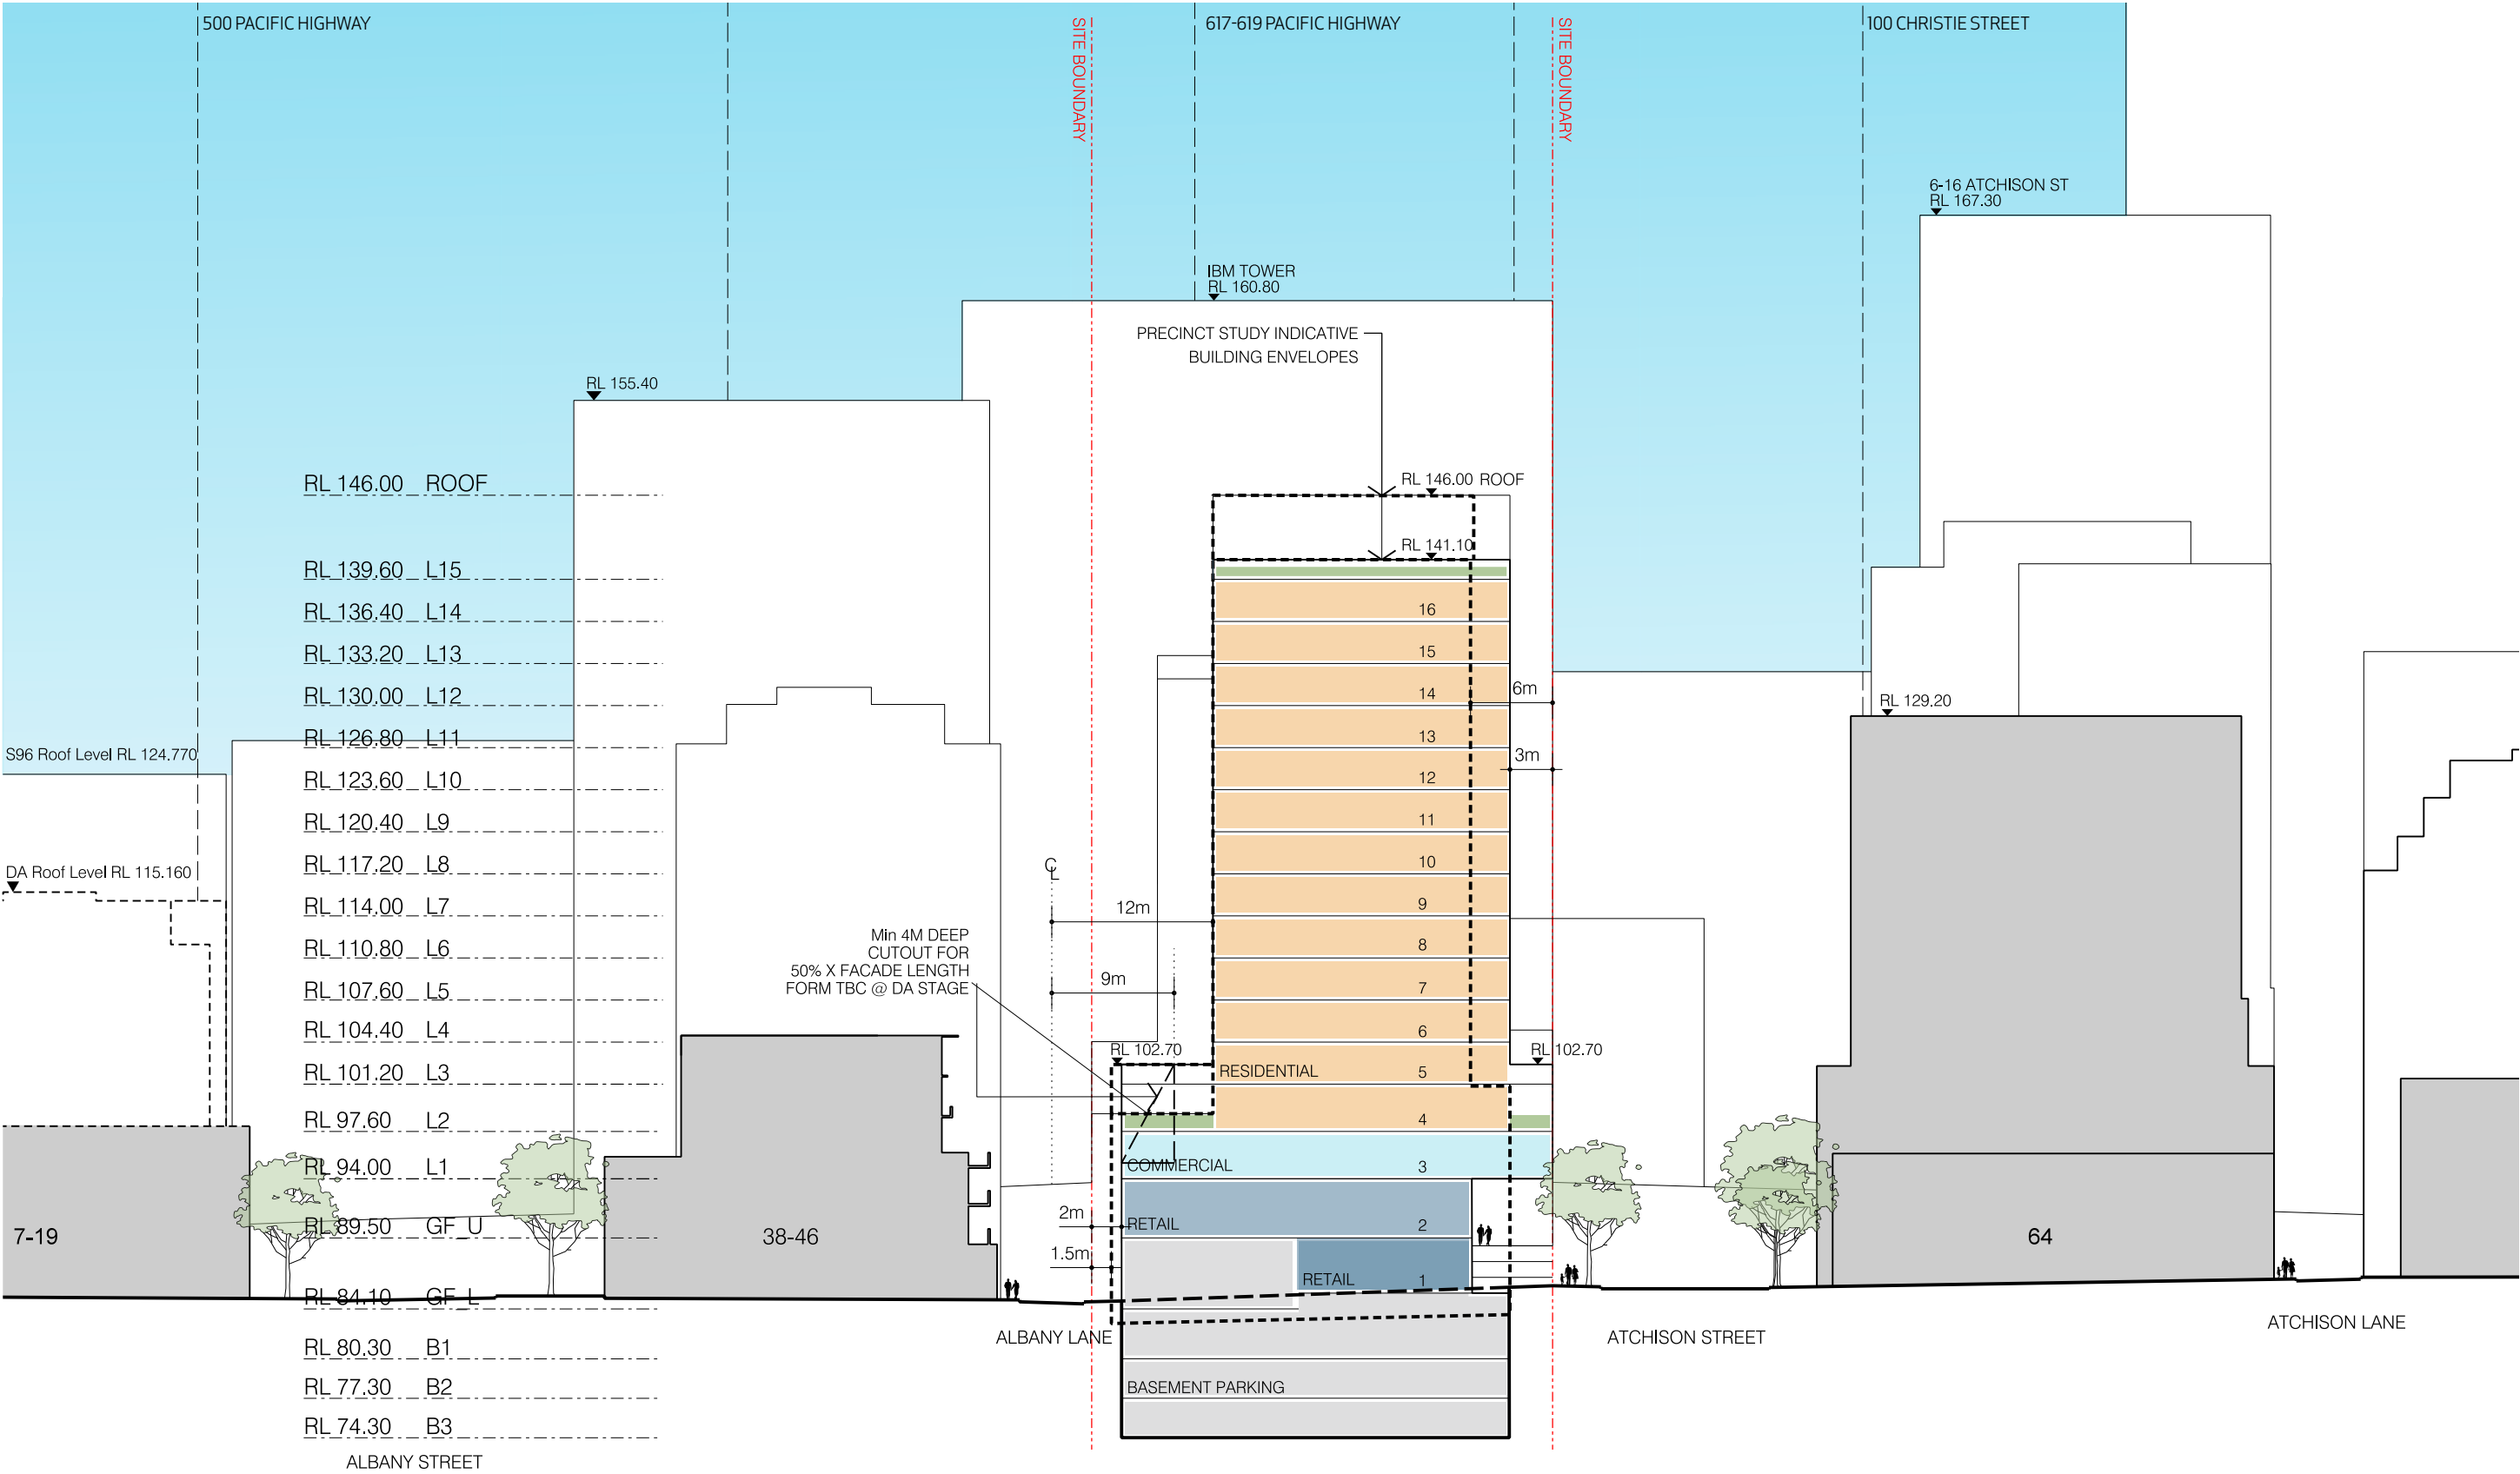 500 PACIFIC HIGHWAY
SITE BOUNDARY
617-619 PACIFIC HIGHWAY
SITE BOUNDARY
100 CHRISTIE STREET
6-16 ATCHISON ST
RL 167.30
IBM TOWER
RL 160.80
PRECINCT STUDY INDICATIVE
BUILDING ENVELOPES
RL 155.40
RL 146.00 ROOF
RL 139.60 L15
RL 136.40 L14
RL 133.20 L13
RL 130.00 L12
RL 126.80 L11
RL 123.60 L10
RL 120.40 L9
RL 117.20 L8
RL 114.00 L7
RL 110.80 L6
RL 107.60 L5
RL 104.40 L4
RL 101.20 L3
RL 97.60 L2
RL 94.00 L1
RL 89.50 GF_U
RL 84.10 GF_L
RL 80.30 B1
RL 77.30 B2
RL 74.30 B3
S96 Roof Level RL 124.770
DA Roof Level RL 115.160
RL 146.00 ROOF
RL 141.10
16
15
14
13
12
11
10
9
8
7
6
RESIDENTIAL 5
4
COMMERCIAL 3
RETAIL 2
RETAIL 1
BASEMENT PARKING
6m
3m
RL 129.20
CL
12m
9m
Min 4M DEEP
CUTOUT FOR
50% X FACADE LENGTH
FORM TBC @ DA STAGE
RL 102.70
RL 102.70
2m
1.5m
7-19
38-46
64
ALBANY LANE
ATCHISON STREET
ATCHISON LANE
ALBANY STREET